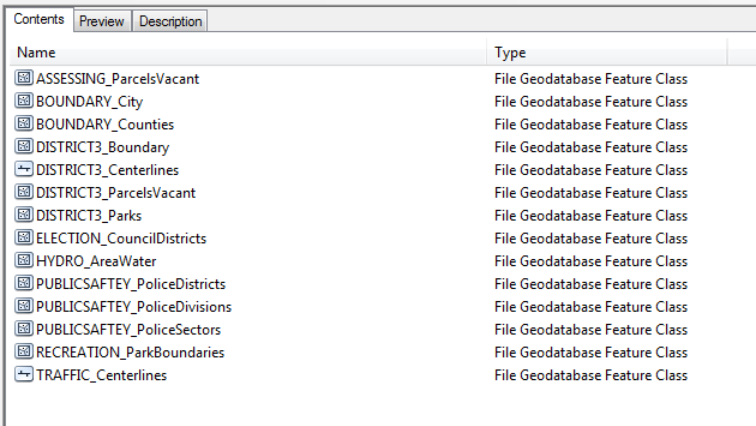 Contents Preview Description
Name Type
ASSESSING_ParcelsVacant File Geodatabase Feature Class
BOUNDARY_City File Geodatabase Feature Class
BOUNDARY_Counties File Geodatabase Feature Class
DISTRICT3_Boundary File Geodatabase Feature Class
DISTRICT3_Centerlines File Geodatabase Feature Class
DISTRICT3_ParcelsVacant File Geodatabase Feature Class
DISTRICT3_Parks File Geodatabase Feature Class
ELECTION_CouncilDistricts File Geodatabase Feature Class
HYDRO_AreaWater File Geodatabase Feature Class
PUBLICSAFTEY_PoliceDistricts File Geodatabase Feature Class
PUBLICSAFTEY_PoliceDivisions File Geodatabase Feature Class
PUBLICSAFTEY_PoliceSectors File Geodatabase Feature Class
RECREATION_ParkBoundaries File Geodatabase Feature Class
TRAFFIC_Centerlines File Geodatabase Feature Class